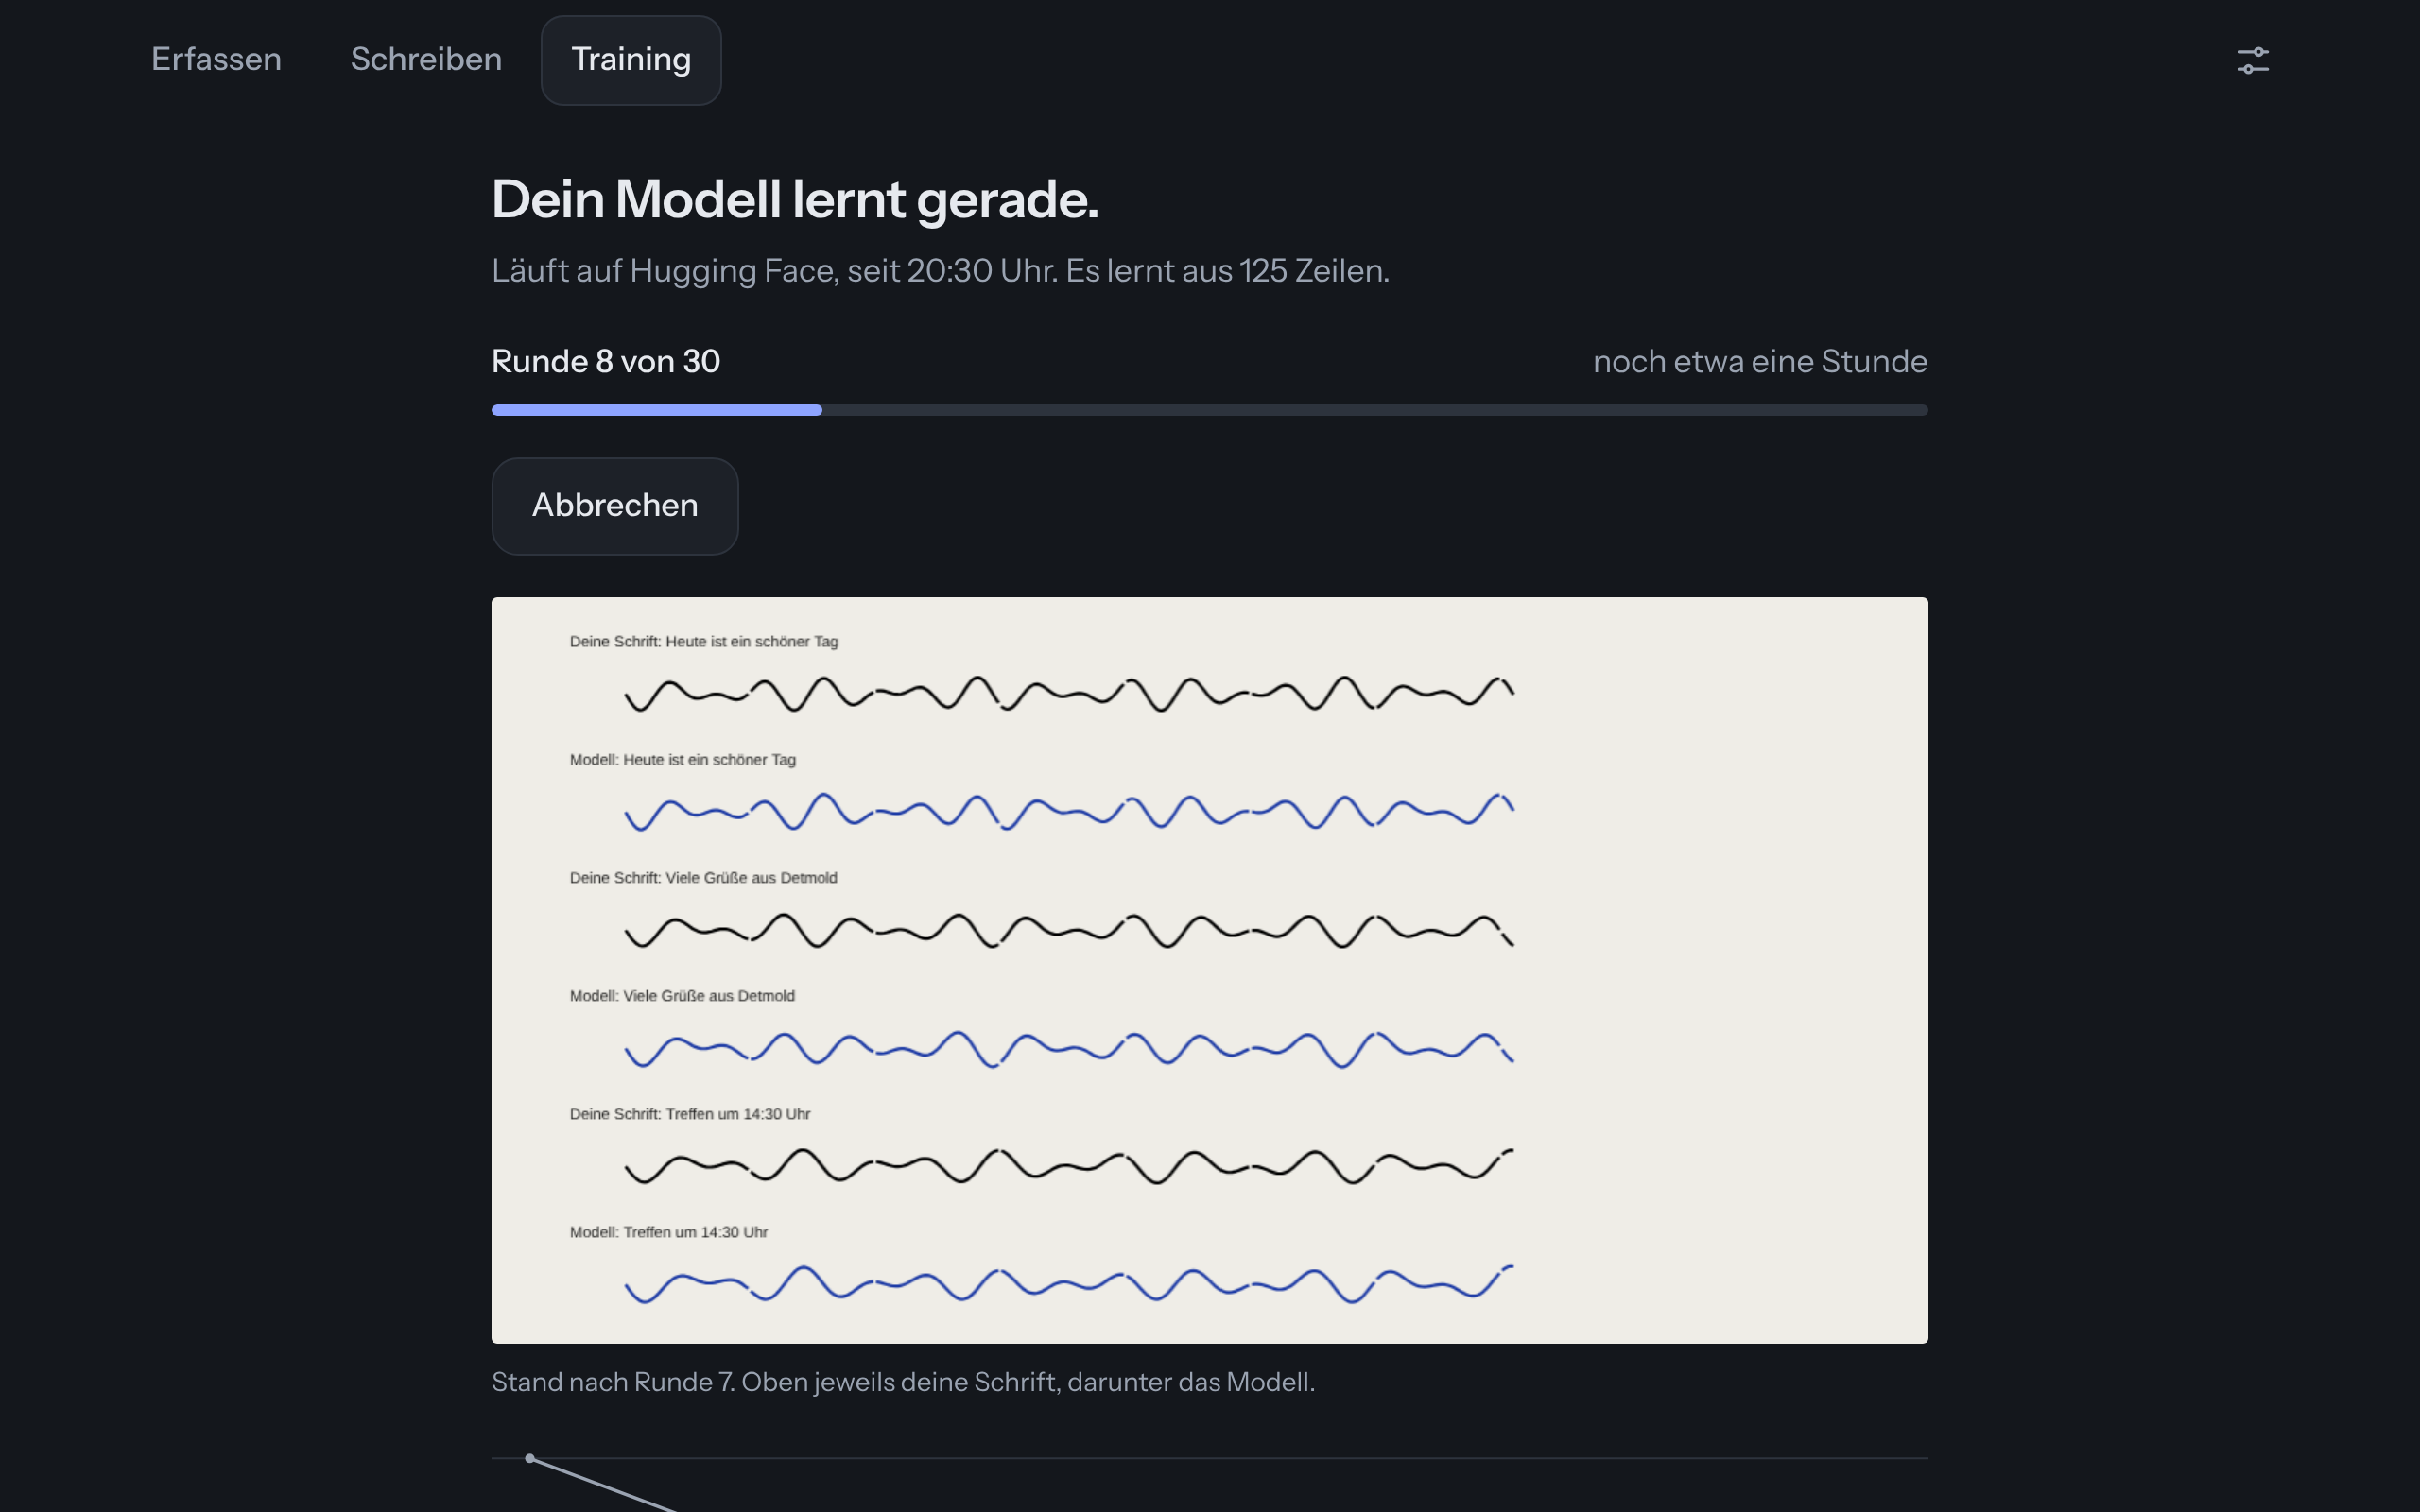 Erfassen Schreiben Training
Dein Modell lernt gerade.
Läuft auf Hugging Face, seit 20:30 Uhr. Es lernt aus 125 Zeilen.
Runde 8 von 30 noch etwa eine Stunde
Abbrechen
Deine Schrift: Heute ist ein schöner Tag
Modell: Heute ist ein schöner Tag
Deine Schrift: Viele Grüße aus Detmold
Modell: Viele Grüße aus Detmold
Deine Schrift: Treffen um 14:30 Uhr
Modell: Treffen um 14:30 Uhr
Stand nach Runde 7. Oben jeweils deine Schrift, darunter das Modell.